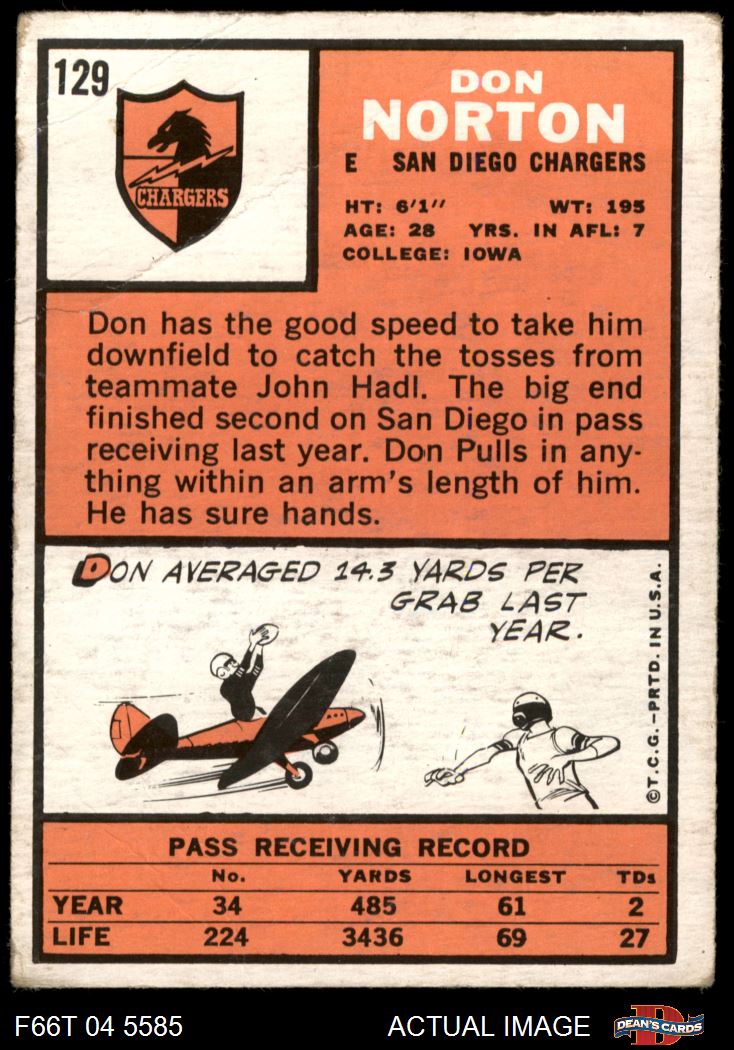 129
CHARGERS
DON
NORTON
E SAN DIEGO CHARGERS
HT: 6'1" WT: 195
AGE: 28 YRS. IN AFL: 7
COLLEGE: IOWA
Don has the good speed to take him
downfield to catch the tosses from
teammate John Hadl. The big end
finished second on San Diego in pass
receiving last year. Don Pulls in any-
thing within an arm's length of him.
He has sure hands.
DON AVERAGED 14.3 YARDS PER
GRAB LAST
YEAR.
©T.C.G.-PRTD. IN U.S.A.
PASS RECEIVING RECORD
No. YARDS LONGEST TDs
YEAR 34 485 61 2
LIFE 224 3436 69 27
F66T 04 5585 ACTUAL IMAGE
DEAN'S CARDS